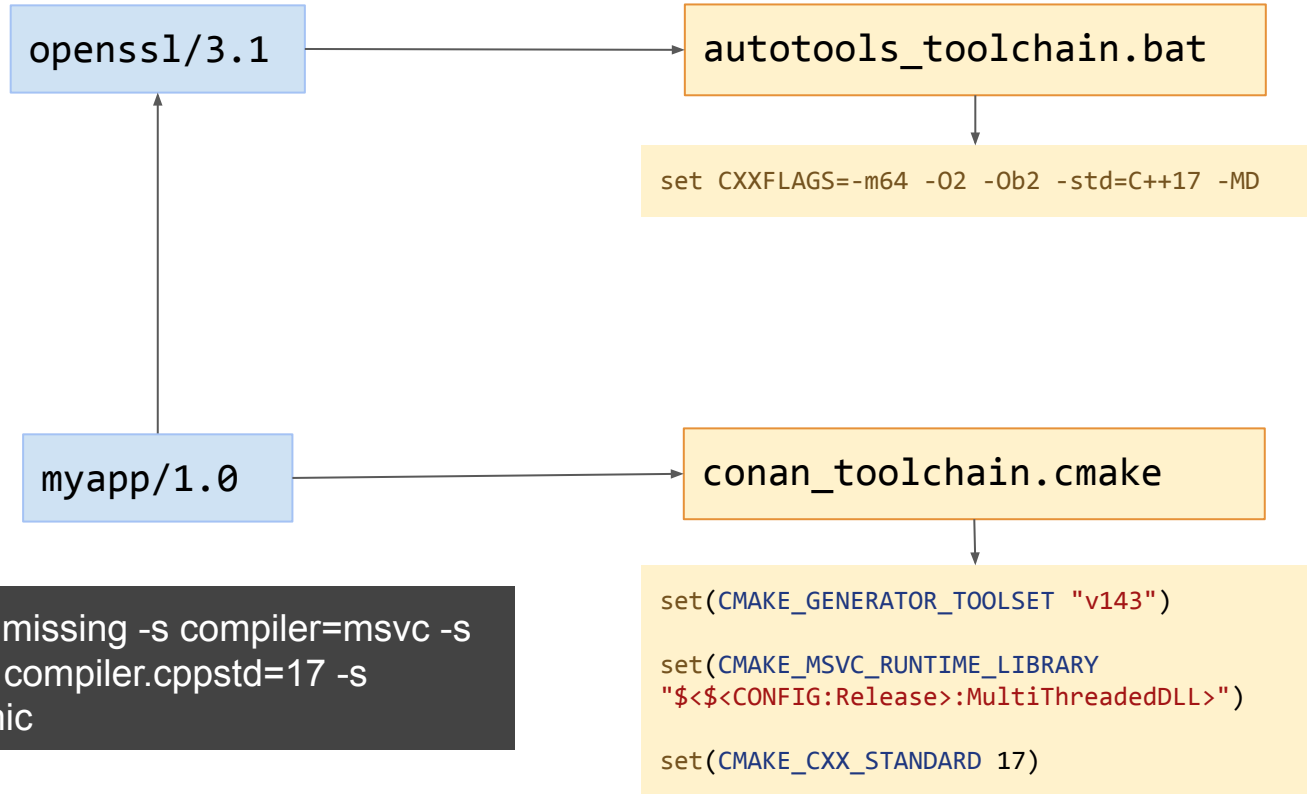 openssl/3.1
autotools_toolchain.bat
set CXXFLAGS=-m64 -O2 -Ob2 -std=C++17 -MD
myapp/1.0
conan_toolchain.cmake
missing -s compiler=msvc -s
compiler.cppstd=17 -s
set(CMAKE_GENERATOR_TOOLSET "v143")
set(CMAKE_MSVC_RUNTIME_LIBRARY
"$<$<CONFIG:Release>:MultiThreadedDLL>")
set(CMAKE_CXX_STANDARD 17)